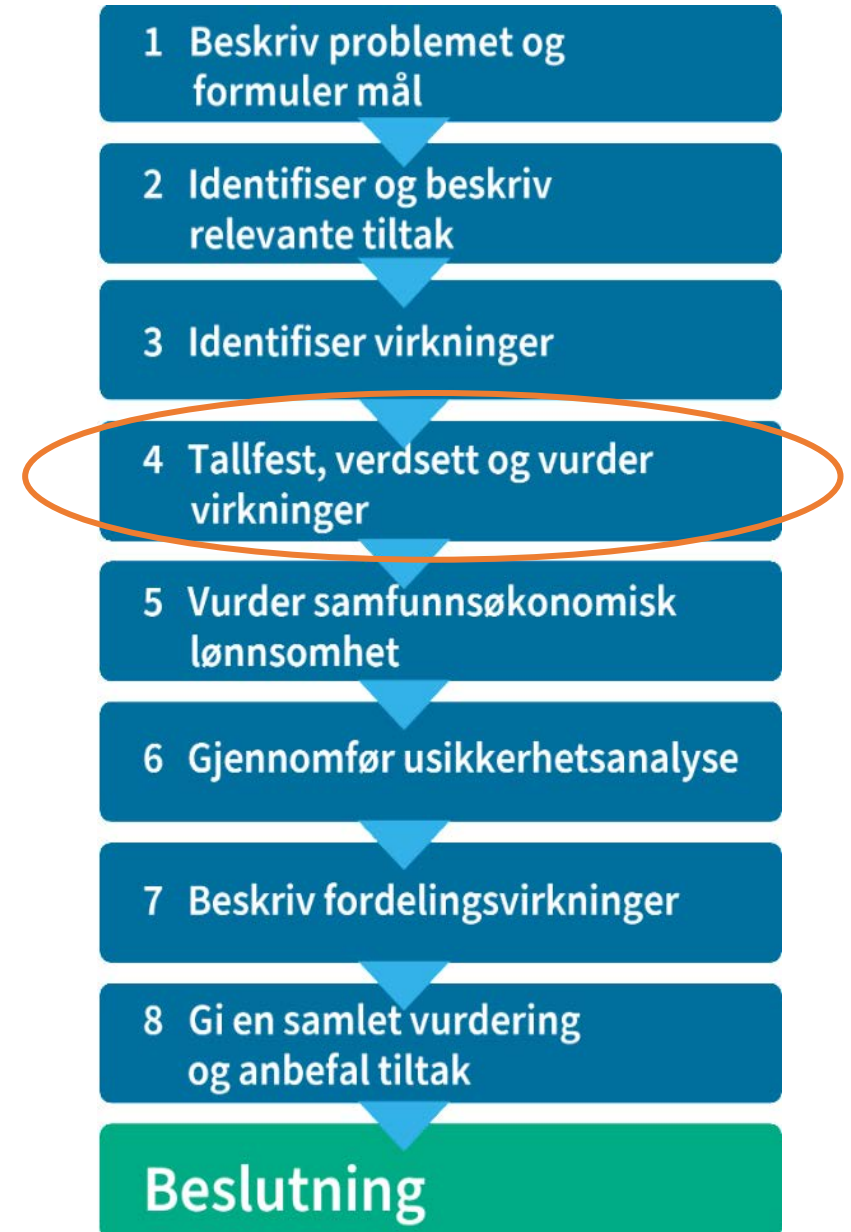 1 Beskriv problemet og
formuler mål
2 Identifiser og beskriv
relevante tiltak
3 Identifiser virkninger
4 Tallfest, verdsett og vurder
virkninger
5 Vurder samfunnsøkonomisk
lønnsomhet
6 Gjennomfør usikkerhetsanalyse
7 Beskriv fordelingsvirkninger
8 Gi en samlet vurdering
og anbefal tiltak
Beslutning